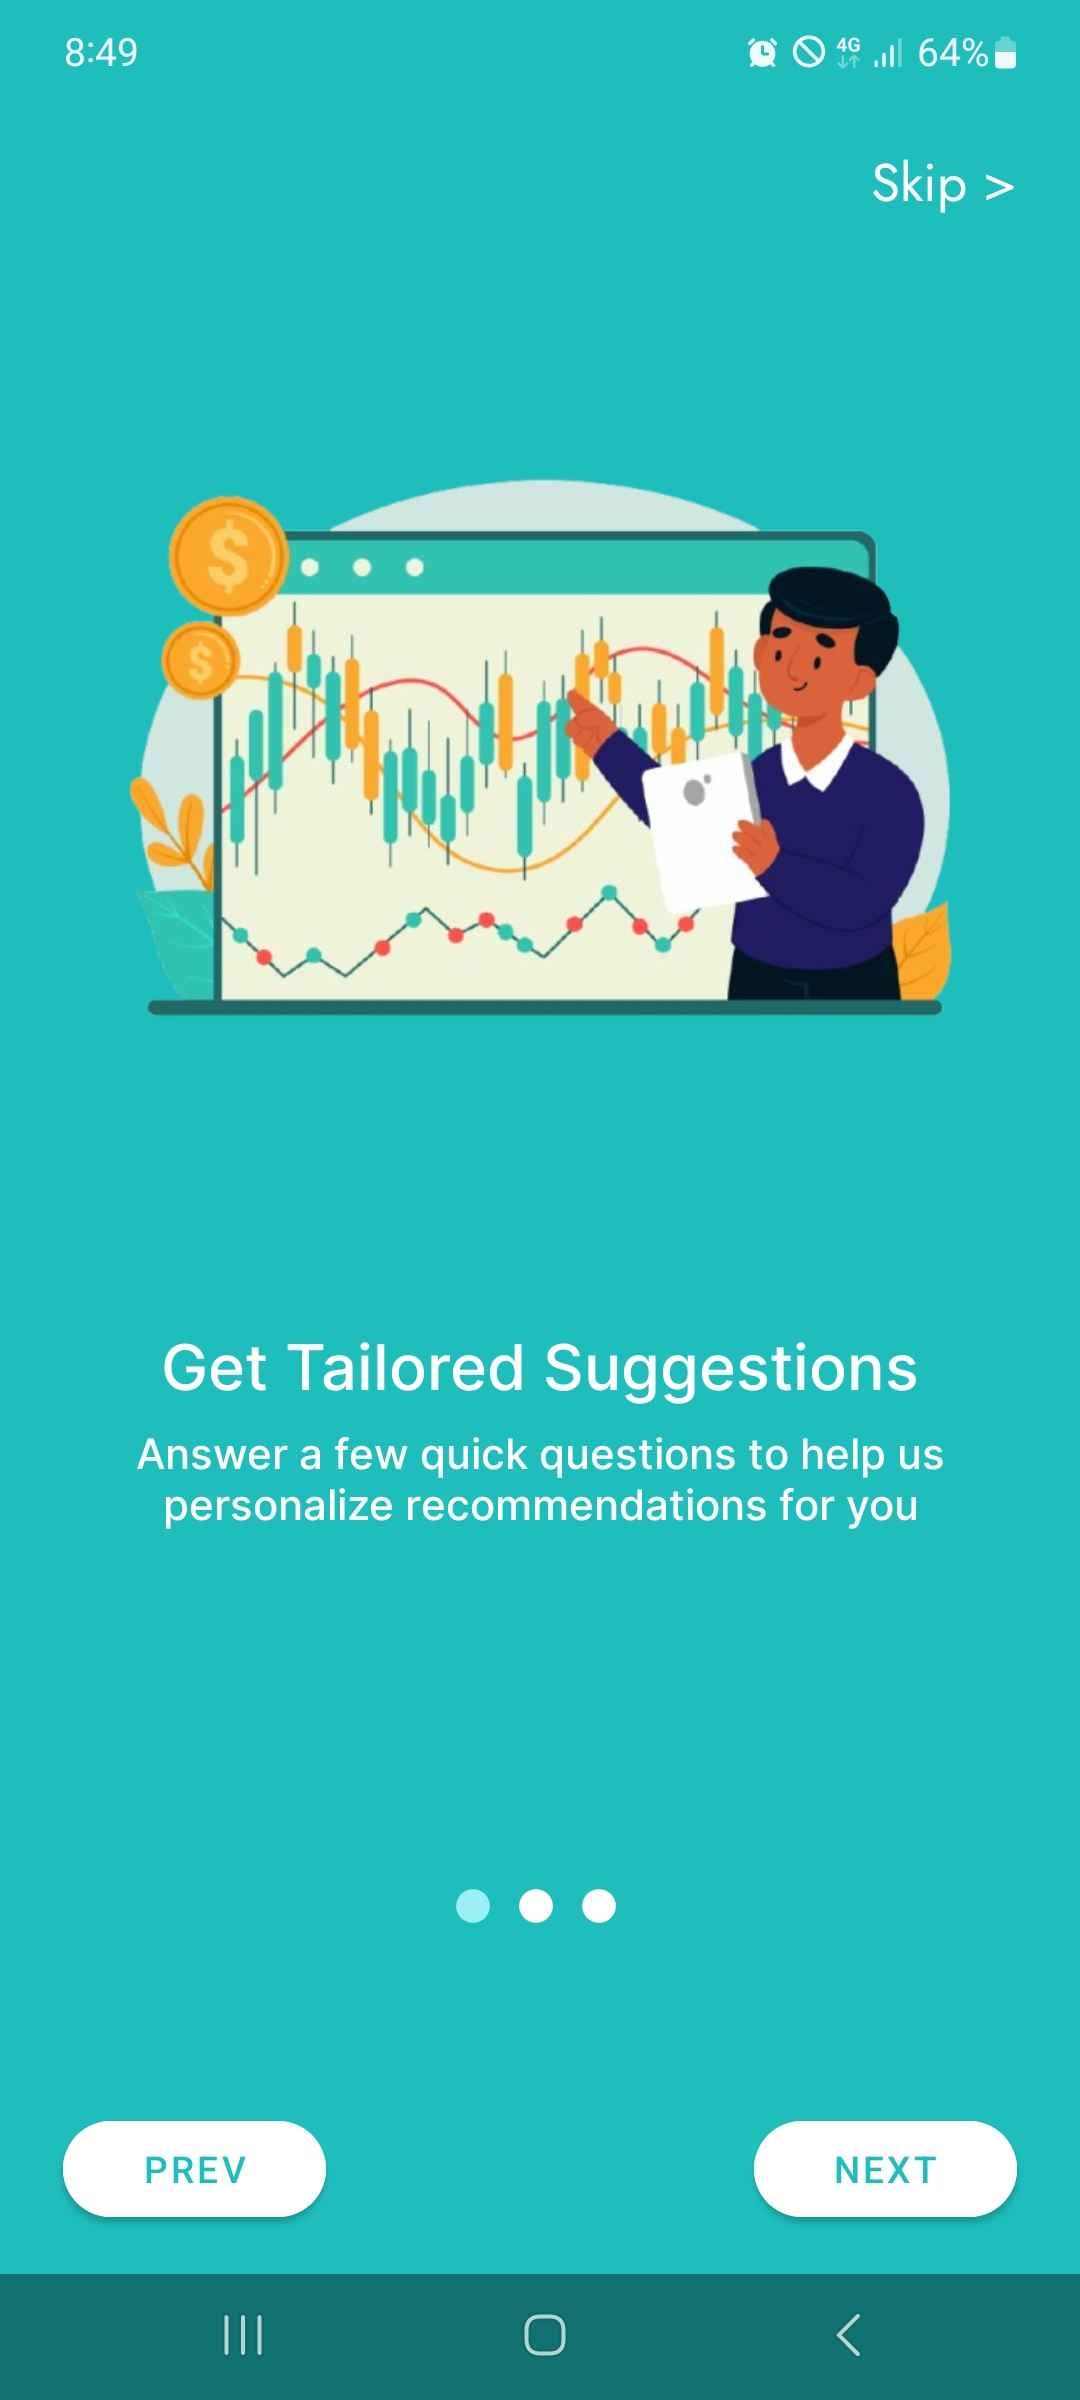 8:49
4G
64%
Skip >
$
$
Get Tailored Suggestions
Answer a few quick questions to help us
personalize recommendations for you
PREV
NEXT